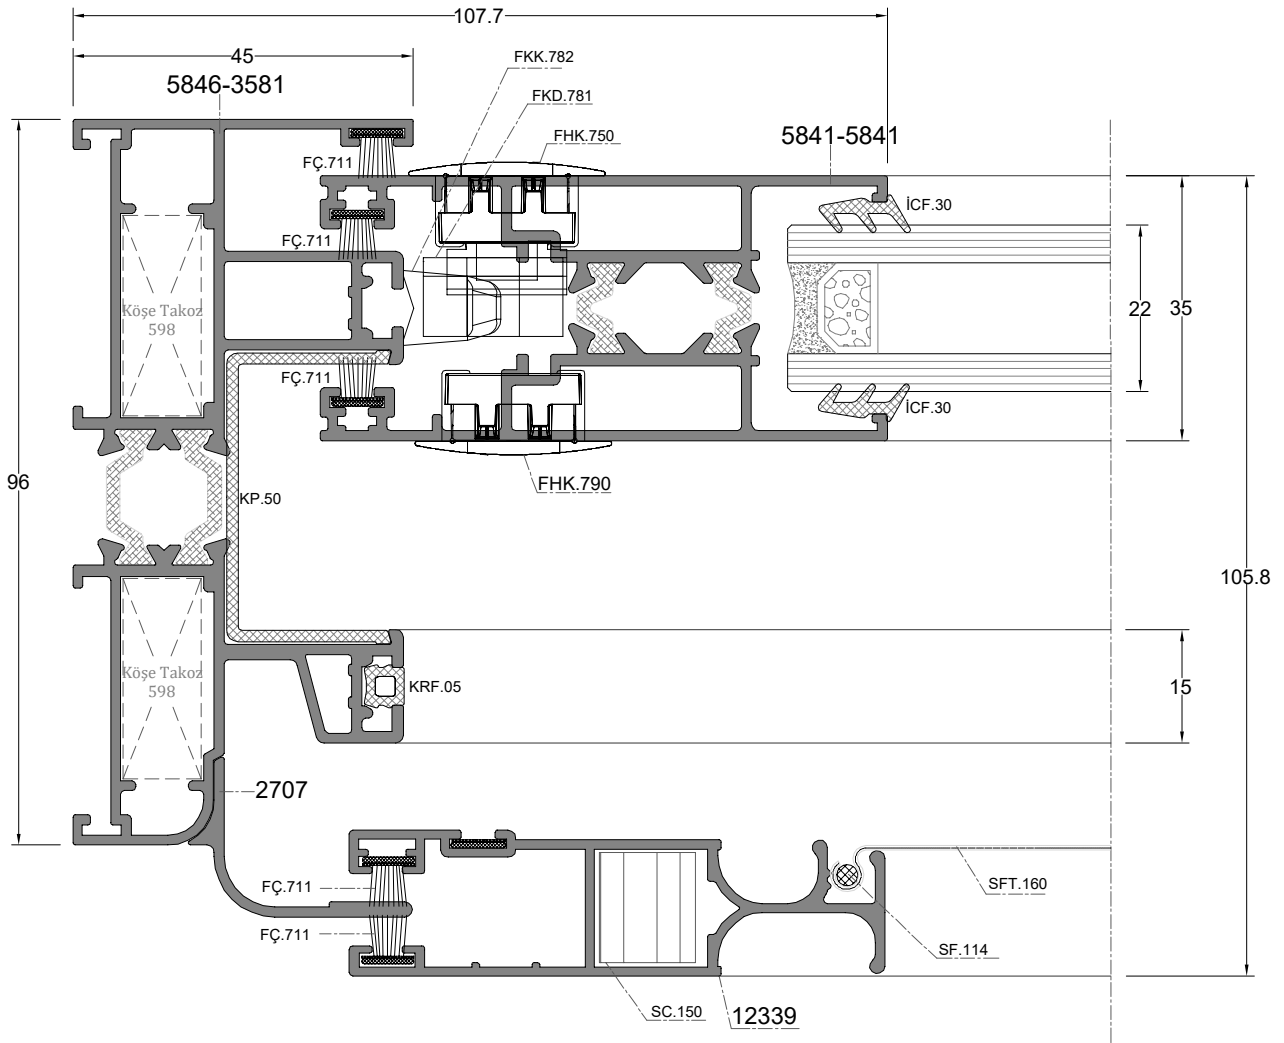 107.7
45
FKK.782
5846-3581
FKD.781
FHK.750
5841-5841
FÇ.711
İCF.30
FÇ.711
Köşe Takoz
598
22
35
FÇ.711
İCF.30
96
FHK.790
KP.50
105.8
Köşe Takoz
598
KRF.05
15
2707
FÇ.711
SFT.160
FÇ.711
SF.114
SC.150
12339